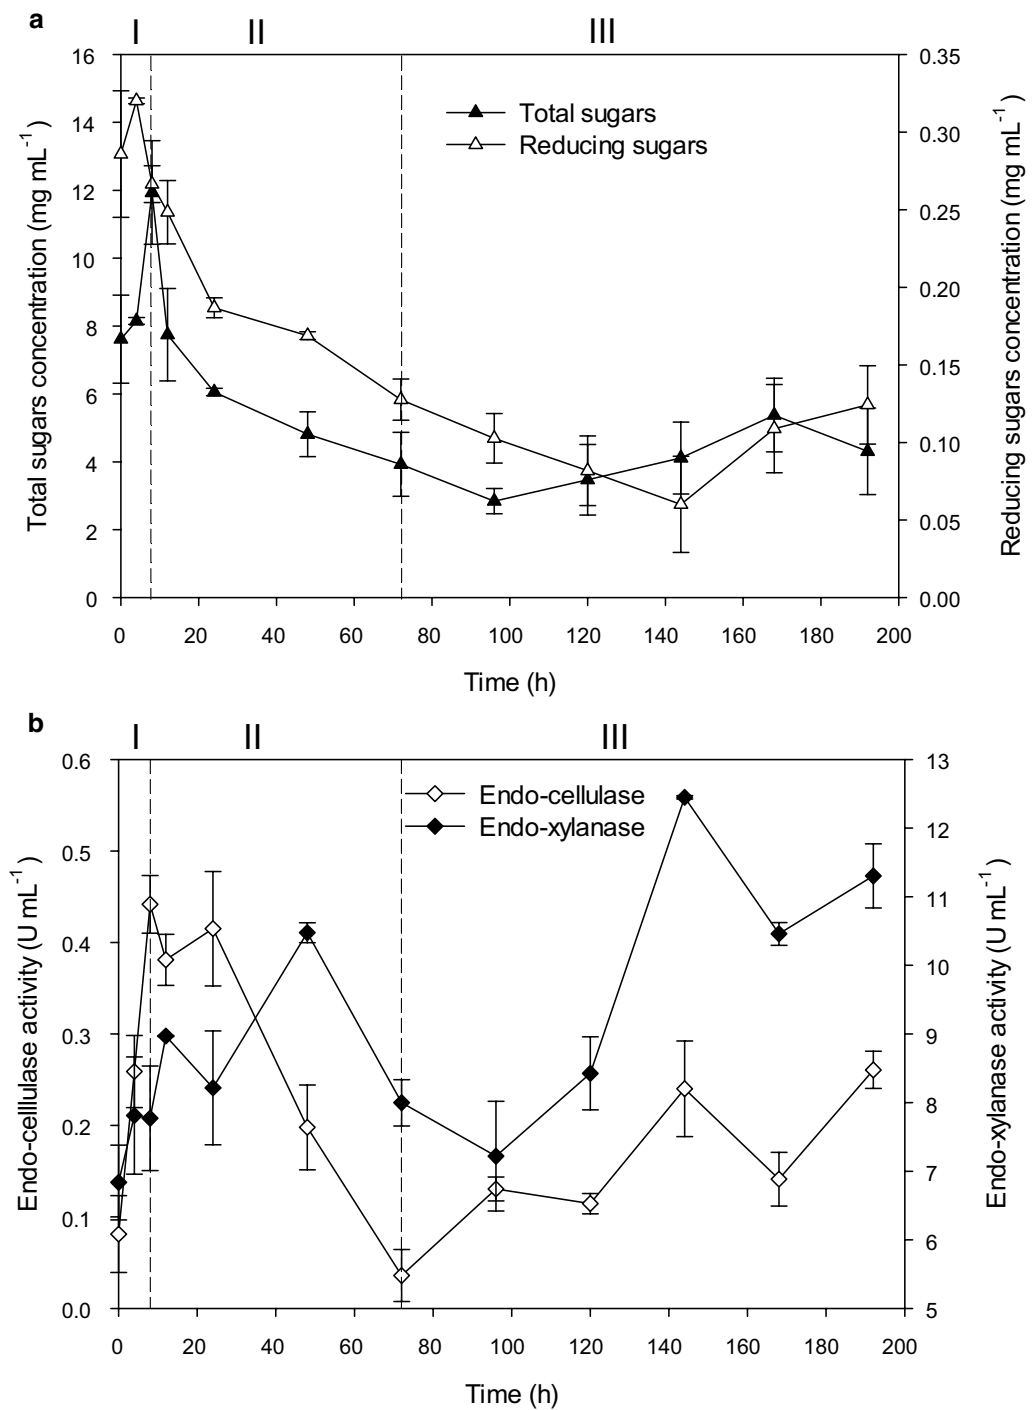 a
I II III
Total sugars
Reducing sugars
Total sugars concentration (mg mL⁻¹ )
16
14
12
10
8
6
4
2
0
Reducing sugars concentration (mg mL⁻¹ )
0.35
0.30
0.25
0.20
0.15
0.10
0.05
0.00
0 20 40 60 80 100 120 140 160 180 200
Time (h)
b
I II III
Endo-cellulase
Endo-xylanase
Endo-cellulase activity (U mL⁻¹ )
0.6
0.5
0.4
0.3
0.2
0.1
0.0
Endo-xylanase activity (U mL⁻¹ )
13
12
11
10
9
8
7
6
5
0 20 40 60 80 100 120 140 160 180 200
Time (h)